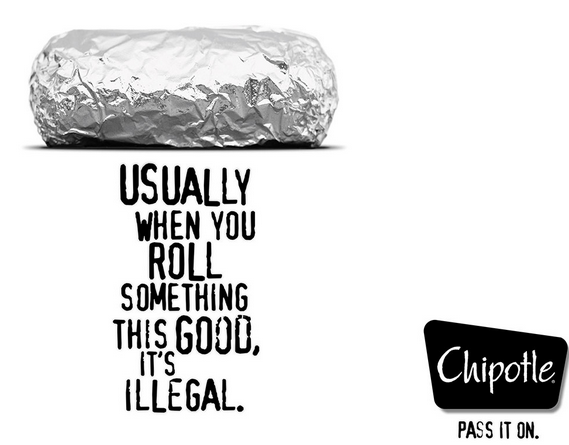 USUALLY
WHEN YOU
ROLL
SOMETHING
THIS GOOD,
IT'S
ILLEGAL.
Chipotle®
PASS IT ON.